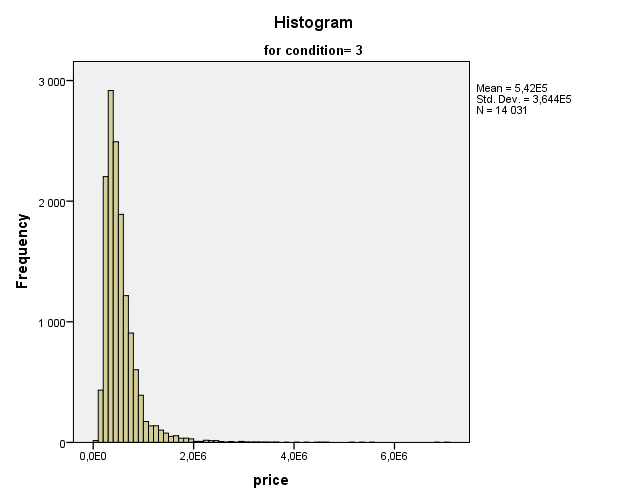 Histogram
for condition= 3
Mean = 5,42E5
Std. Dev. = 3,644E5
N = 14 031
3 000
2 000
1 000
0
Frequency
0,0E0 2,0E6 4,0E6 6,0E6
price